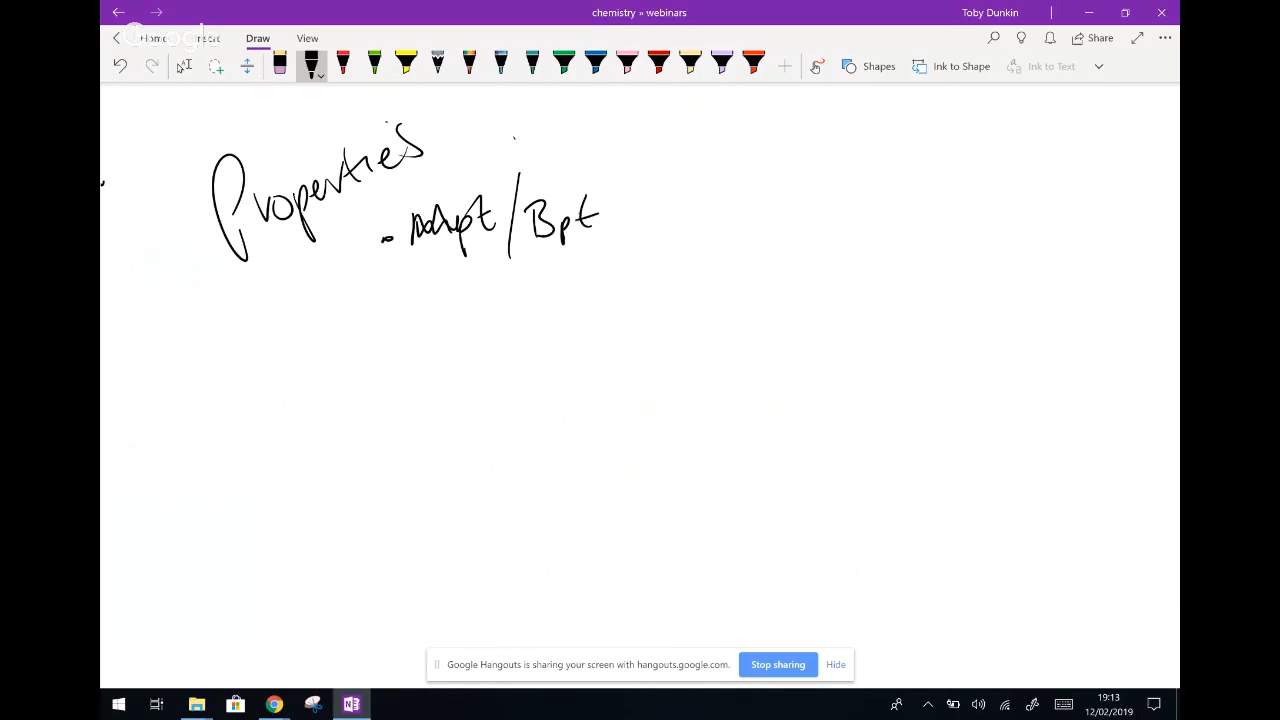 chemistry » webinars
Toby Dunkin
Google
Home Insert Draw View
Share
Shapes Ink to Shape Ink to Text
Properties
/Bpt
Google Hangouts is sharing your screen with hangouts.google.com. Stop sharing Hide
19:13
12/02/2019